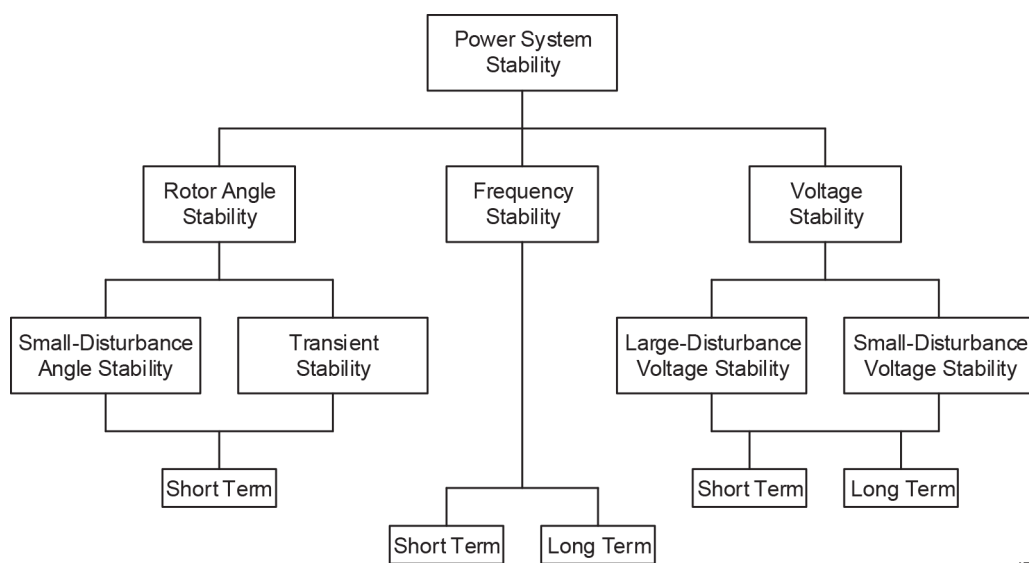 Power System
Stability
Rotor Angle
Stability
Frequency
Stability
Voltage
Stability
Small-Disturbance
Angle Stability
Transient
Stability
Large-Disturbance
Voltage Stability
Small-Disturbance
Voltage Stability
Short Term
Short Term
Long Term
Short Term
Long Term